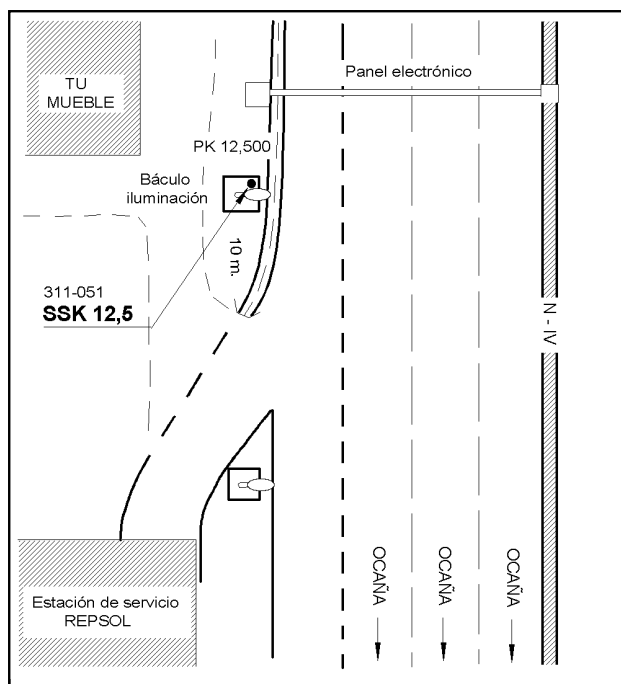 TU
MUEBLE
Panel electrónico
PK 12,500
Báculo
iluminación
10 m.
311-051
SSK 12,5
N - IV
OCAÑA
OCAÑA
OCAÑA
Estación de servicio
REPSOL